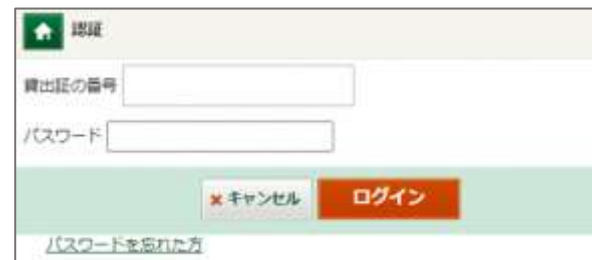 認証
貸出証の番号
パスワード
×キャンセル ログイン
パスワードを忘れた方